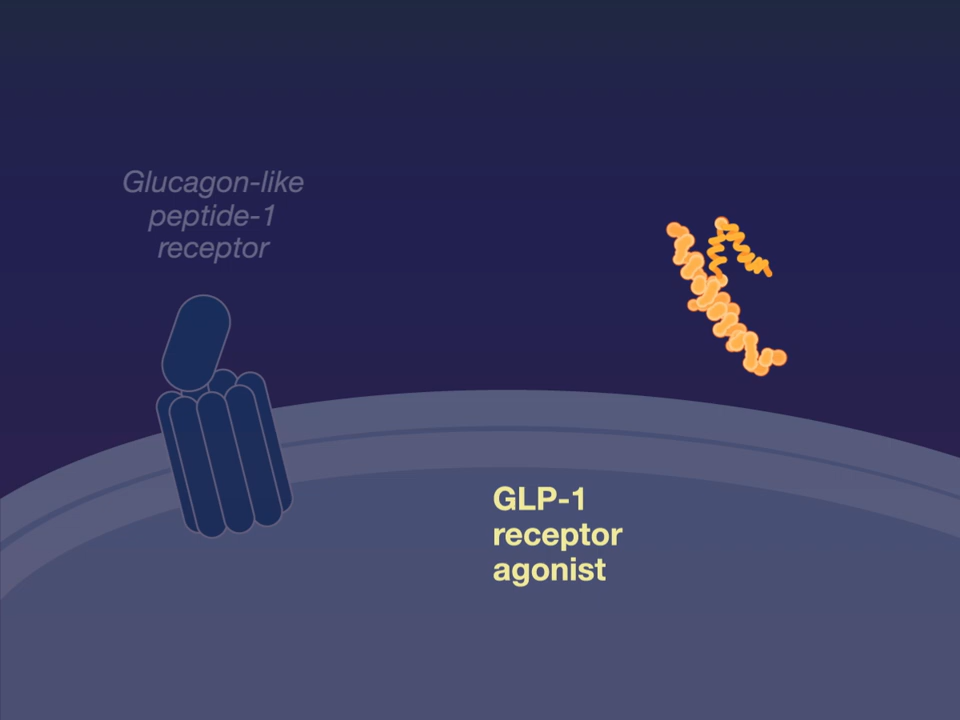 Glucagon-like
peptide-1
receptor
GLP-1
receptor
agonist